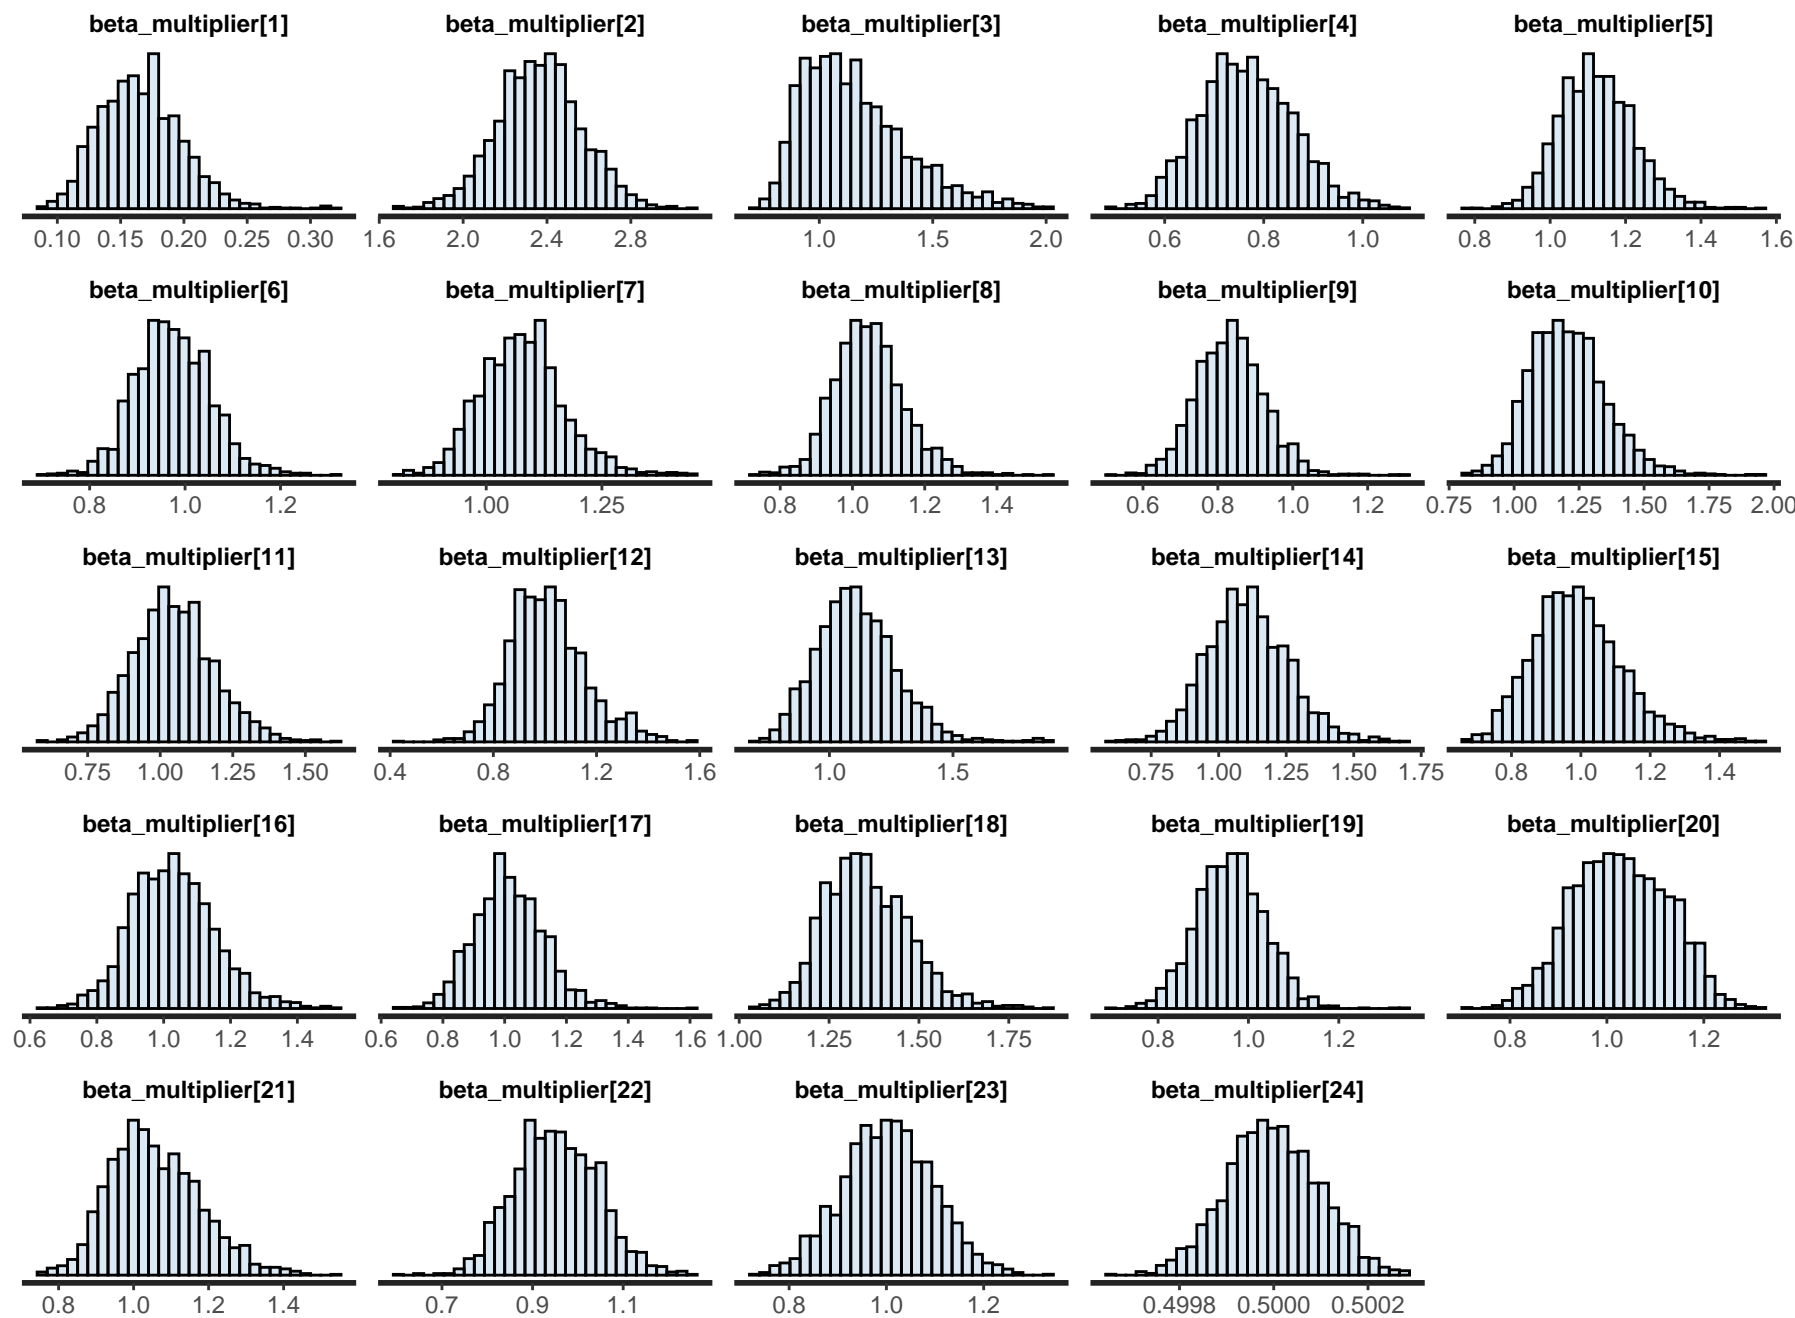 beta_multiplier[1] beta_multiplier[2] beta_multiplier[3] beta_multiplier[4] beta_multiplier[5]
0.10 0.15 0.20 0.25 0.30 1.6 2.0 2.4 2.8 1.0 1.5 2.0 0.6 0.8 1.0 0.8 1.0 1.2 1.4 1.6
beta_multiplier[6] beta_multiplier[7] beta_multiplier[8] beta_multiplier[9] beta_multiplier[10]
0.8 1.0 1.2 1.00 1.25 0.8 1.0 1.2 1.4 0.6 0.8 1.0 1.2 0.75 1.00 1.25 1.50 1.75 2.00
beta_multiplier[11] beta_multiplier[12] beta_multiplier[13] beta_multiplier[14] beta_multiplier[15]
0.75 1.00 1.25 1.50 0.4 0.8 1.2 1.6 1.0 1.5 0.75 1.00 1.25 1.50 1.75 0.8 1.0 1.2 1.4
beta_multiplier[16] beta_multiplier[17] beta_multiplier[18] beta_multiplier[19] beta_multiplier[20]
0.6 0.8 1.0 1.2 1.4 0.6 0.8 1.0 1.2 1.4 1.6 1.00 1.25 1.50 1.75 0.8 1.0 1.2 0.8 1.0 1.2
beta_multiplier[21] beta_multiplier[22] beta_multiplier[23] beta_multiplier[24]
0.8 1.0 1.2 1.4 0.7 0.9 1.1 0.8 1.0 1.2 0.4998 0.5000 0.5002